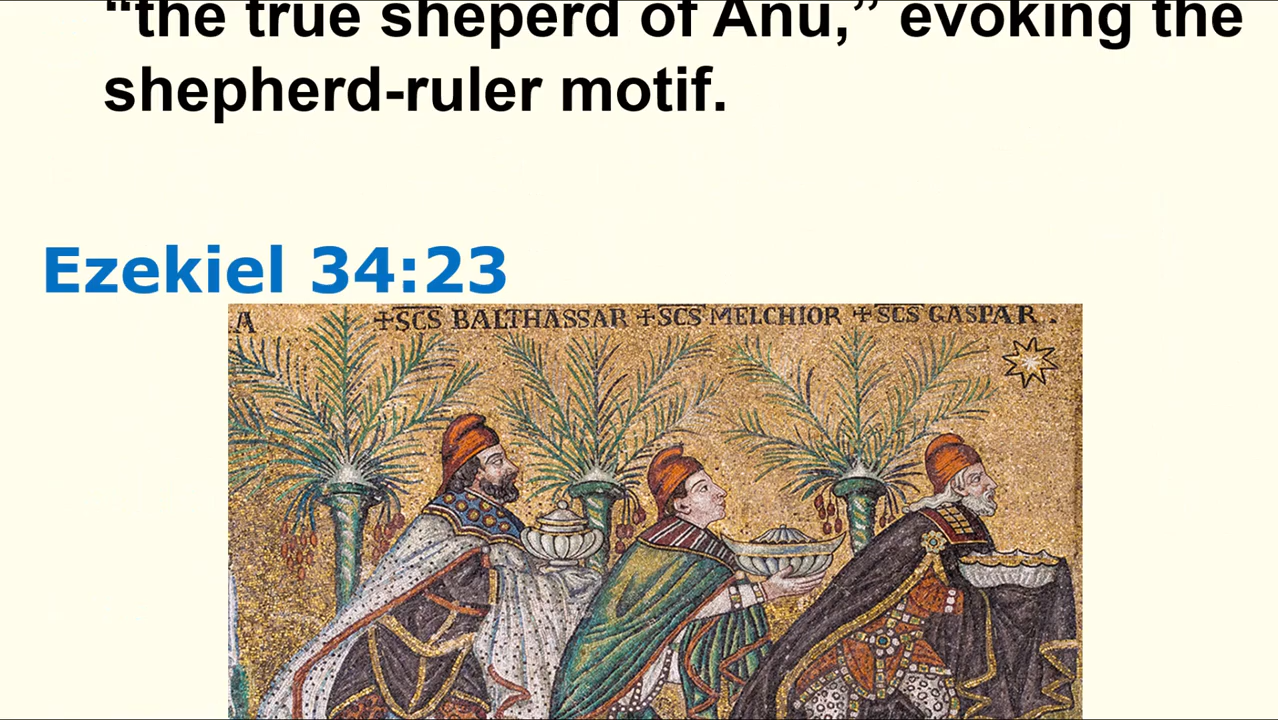 “the true sheperd of Anu,” evoking the
shepherd-ruler motif.
Ezekiel 34:23
A +SCS BALTHASSAR +SCS MELCHIOR +SCS GASPAR .